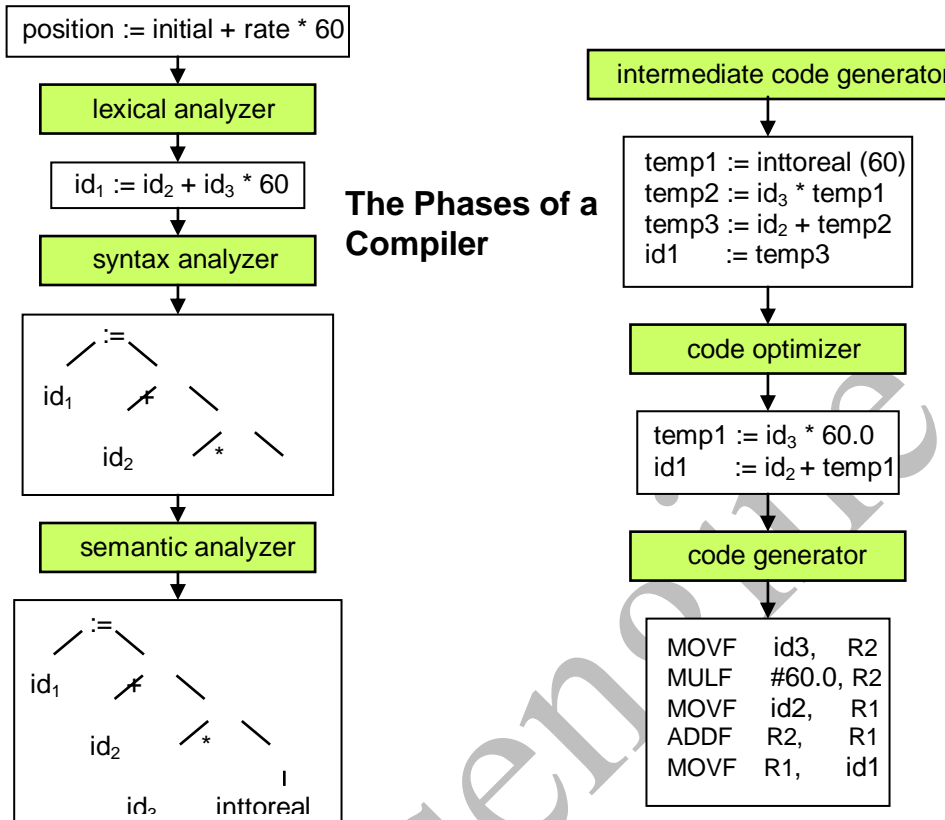 position := initial + rate * 60
lexical analyzer
id₁ := id₂ + id₃ * 60
syntax analyzer
:=
id₁
+
id₂
*
semantic analyzer
:=
id₁
+
id₂
*
id₃ inttoreal
The Phases of a
Compiler
intermediate code generator
temp1 := inttoreal (60)
temp2 := id₃ * temp1
temp3 := id₂ + temp2
id1 := temp3
code optimizer
temp1 := id₃ * 60.0
id1 := id₂ + temp1
code generator
MOVF id3, R2
MULF #60.0, R2
MOVF id2, R1
ADDF R2, R1
MOVF R1, id1